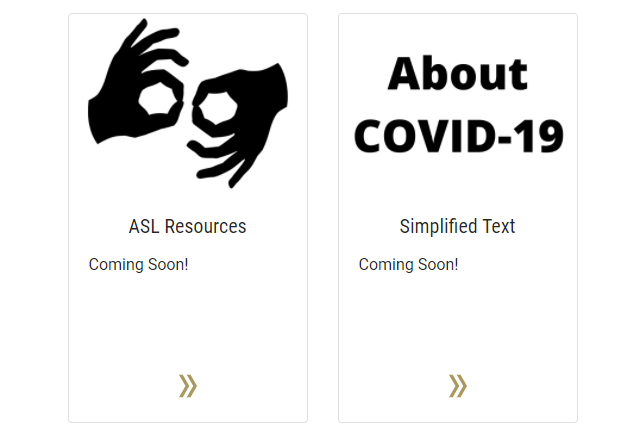 ASL Resources
Coming Soon!
About
COVID-19
Simplified Text
Coming Soon!